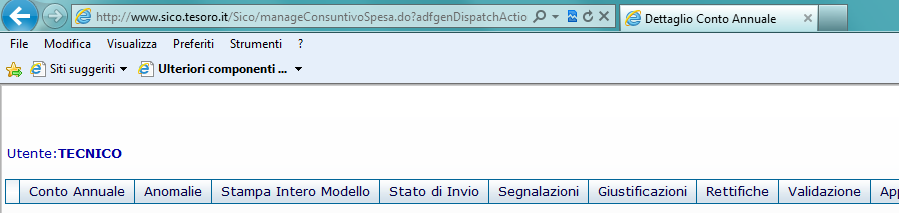 http://www.sico.tesoro.it/Sico/manageConsuntivoSpesa.do?adfgenDispatchActio
Dettaglio Conto Annuale
File Modifica Visualizza Preferiti Strumenti ?
Siti suggeriti Ulteriori componenti ...
Utente:TECNICO
Conto Annuale Anomalie Stampa Intero Modello Stato di Invio Segnalazioni Giustificazioni Rettifiche Validazione App